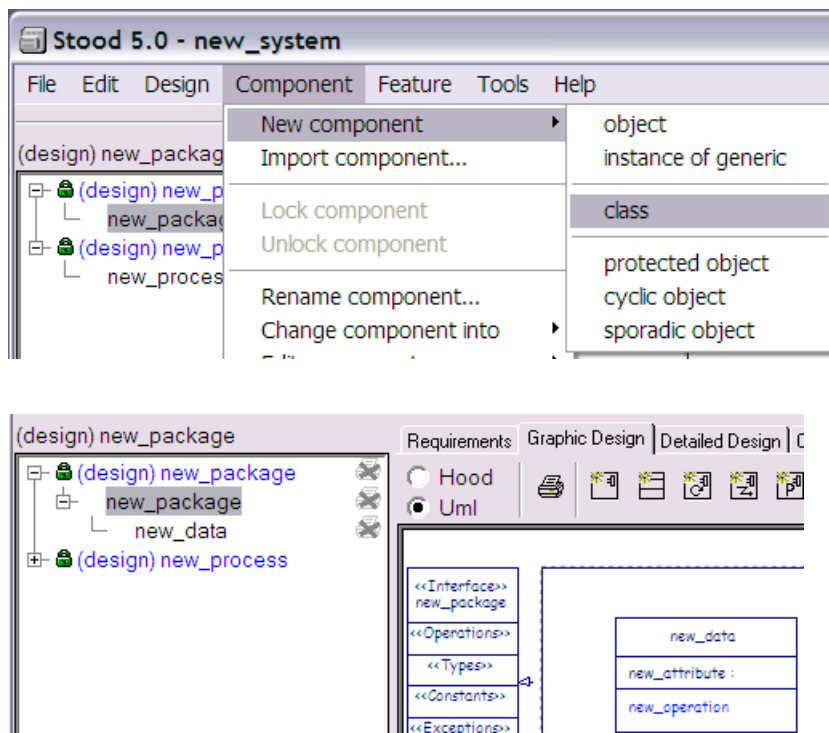 Stood 5.0 - new_system
File Edit Design Component Feature Tools Help
(design) new_packag
(design) new_p
new_packag
(design) new_p
new_proces
New component
Import component...
Lock component
Unlock component
Rename component...
Change component into
object
instance of generic
class
protected object
cyclic object
sporadic object
(design) new_package
(design) new_package
new_package
new_data
(design) new_process
Requirements Graphic Design Detailed Design
Hood
Uml
<<Interface>>
new_package
<<Operations>>
<<Types>>
<<Constants>>
<<Exceptions>>
new_data
new_attribute :
new_operation